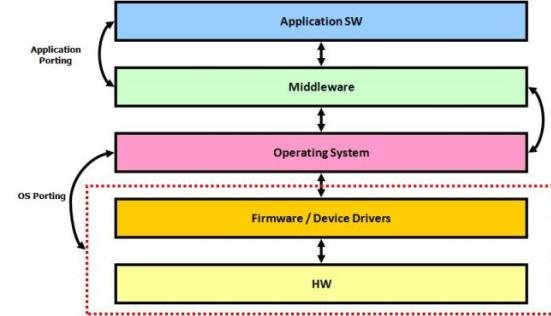 Application SW
Application
Porting
Middleware
Operating System
OS Porting
Firmware / Device Drivers
HW